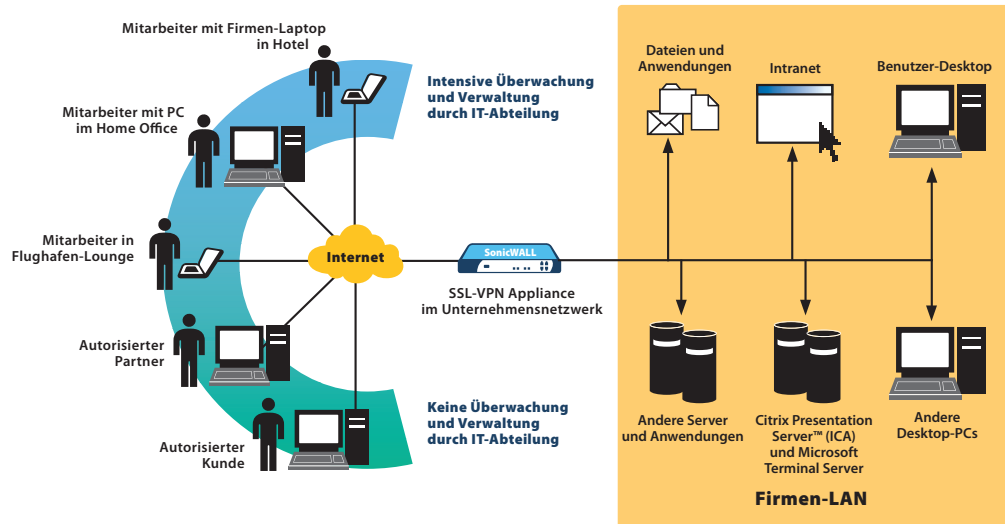 Mitarbeiter mit Firmen-Laptop
in Hotel
Mitarbeiter mit PC
im Home Office
Mitarbeiter in
Flughafen-Lounge
Autorisierter
Partner
Autorisierter
Kunde
Intensive Überwachung
und Verwaltung
durch IT-Abteilung
Internet
SonicWALL
SSL-VPN Appliance
im Unternehmensnetzwerk
Keine Überwachung
und Verwaltung
durch IT-Abteilung
Dateien und
Anwendungen
Intranet
Benutzer-Desktop
Andere Server
und Anwendungen
Citrix Presentation
Server™ (ICA)
und Microsoft
Terminal Server
Andere
Desktop-PCs
Firmen-LAN